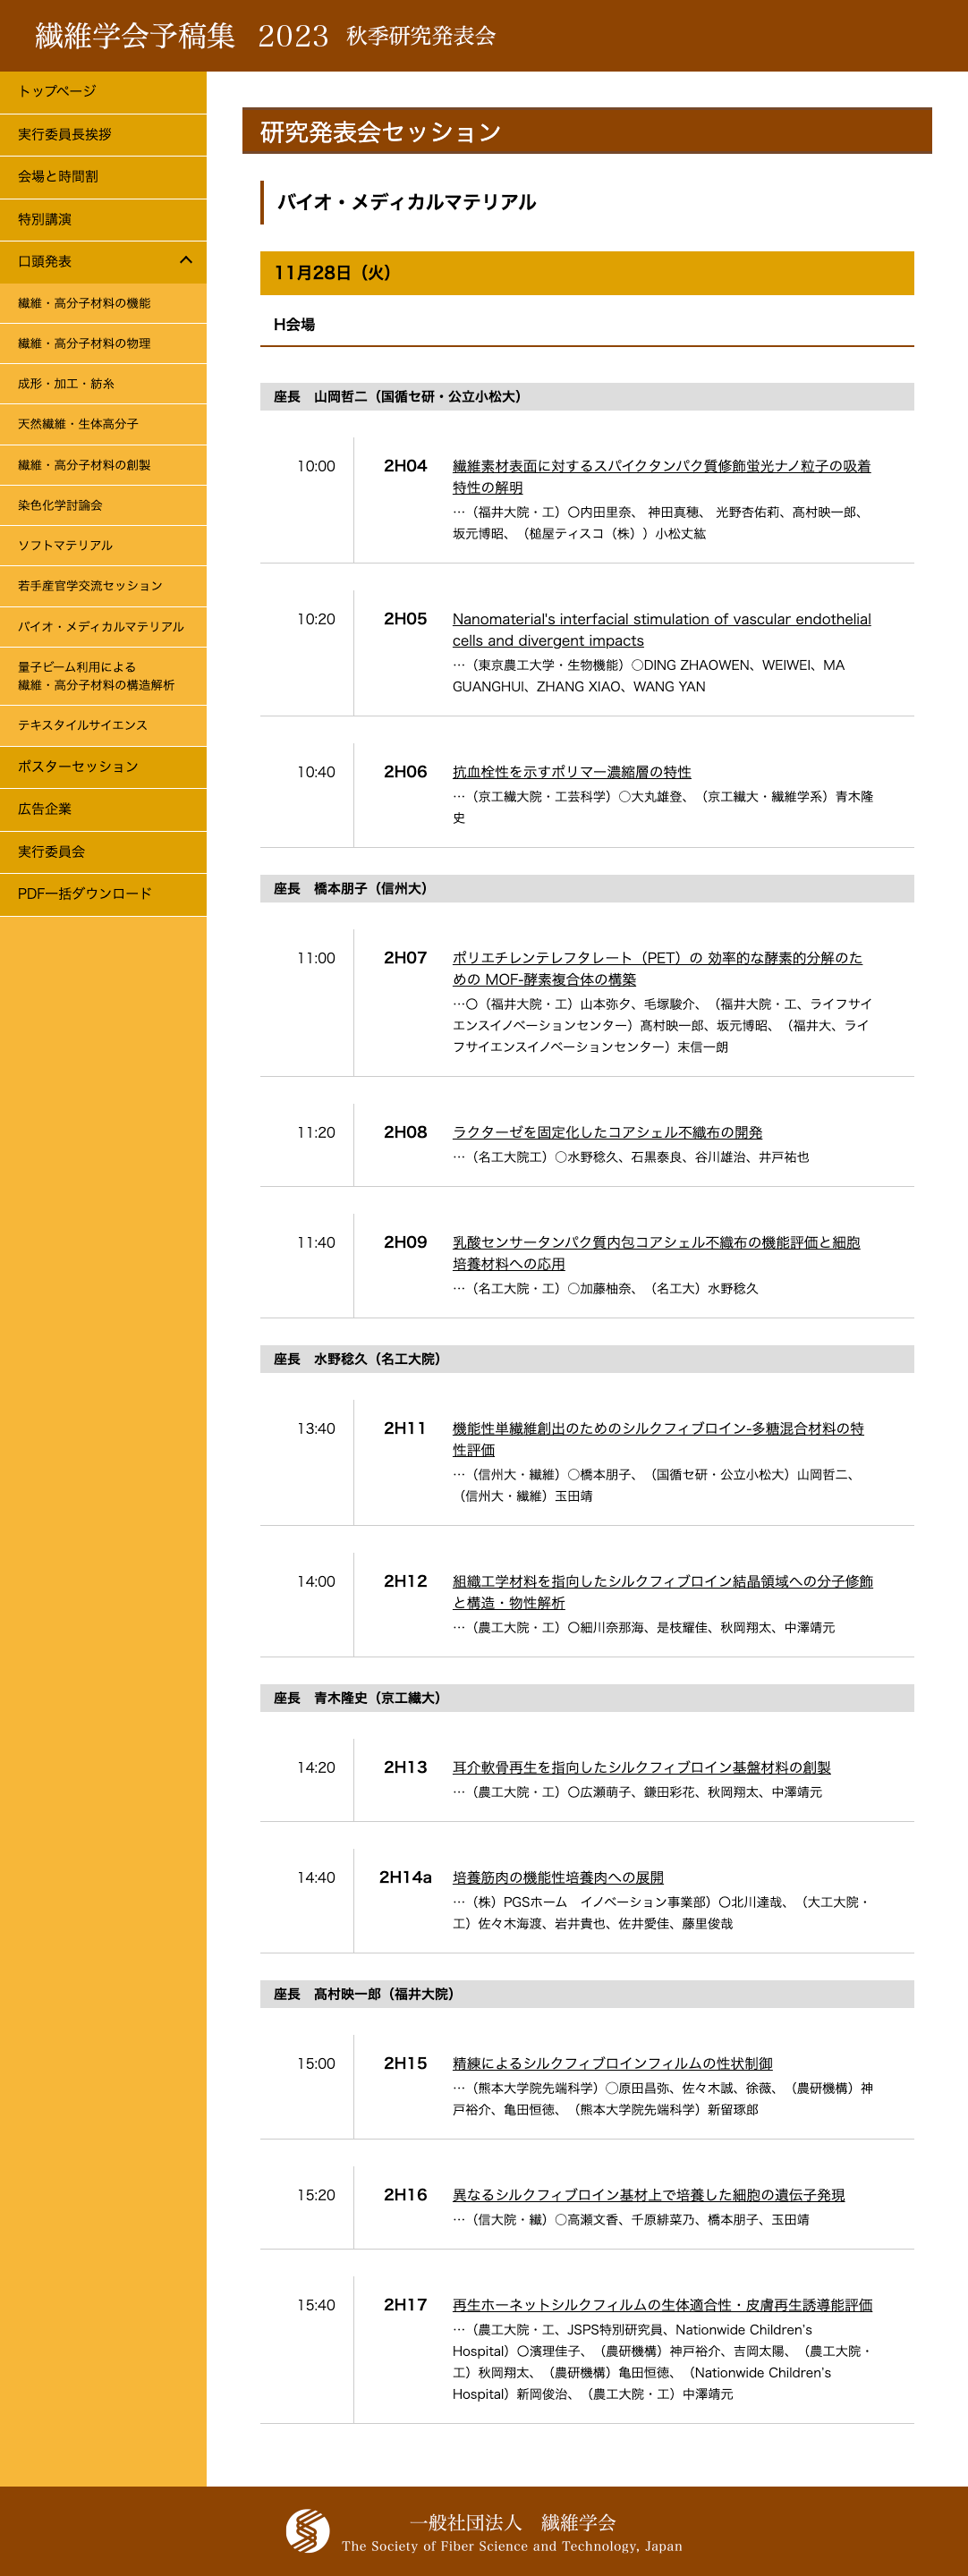 繊維学会予稿集 2023 秋季研究発表会
トップページ
実行委員長挨拶
会場と時間割
特別講演
口頭発表
繊維・高分子材料の機能
繊維・高分子材料の物理
成形・加工・紡糸
天然繊維・生体高分子
繊維・高分子材料の創製
染色化学討論会
ソフトマテリアル
若手産官学交流セッション
バイオ・メディカルマテリアル
量子ビーム利用による
繊維・高分子材料の構造解析
テキスタイルサイエンス
ポスターセッション
広告企業
実行委員会
PDF一括ダウンロード
研究発表会セッション
バイオ・メディカルマテリアル
11月28日（火）
H会場
座長　山岡哲二（国循セ研・公立小松大）
10:00 2H04 繊維素材表面に対するスパイクタンパク質修飾蛍光ナノ粒子の吸着
特性の解明
…（福井大院・工）〇内田里奈、 神田真穂、 光野杏佑莉、髙村映一郎、
坂元博昭、（槌屋ティスコ（株））小松丈紘
10:20 2H05 Nanomaterial's interfacial stimulation of vascular endothelial
cells and divergent impacts
…（東京農工大学・生物機能）○DING ZHAOWEN、WEIWEI、MA
GUANGHUI、ZHANG XIAO、WANG YAN
10:40 2H06 抗血栓性を示すポリマー濃縮層の特性
…（京工繊大院・工芸科学）○大丸雄登、（京工繊大・繊維学系）青木隆
史
座長　橋本朋子（信州大）
11:00 2H07 ポリエチレンテレフタレート（PET）の 効率的な酵素的分解のた
めの MOF-酵素複合体の構築
…〇（福井大院・工）山本弥夕、毛塚駿介、（福井大院・工、ライフサイ
エンスイノベーションセンター）髙村映一郎、坂元博昭、（福井大、ライ
フサイエンスイノベーションセンター）末信一朗
11:20 2H08 ラクターゼを固定化したコアシェル不織布の開発
…（名工大院工）○水野稔久、石黒泰良、谷川雄治、井戸祐也
11:40 2H09 乳酸センサータンパク質内包コアシェル不織布の機能評価と細胞
培養材料への応用
…（名工大院・工）○加藤柚奈、（名工大）水野稔久
座長　水野稔久（名工大院）
13:40 2H11 機能性単繊維創出のためのシルクフィブロイン-多糖混合材料の特
性評価
…（信州大・繊維）○橋本朋子、（国循セ研・公立小松大）山岡哲二、
（信州大・繊維）玉田靖
14:00 2H12 組織工学材料を指向したシルクフィブロイン結晶領域への分子修飾
と構造・物性解析
…（農工大院・工）〇細川奈那海、是枝耀佳、秋岡翔太、中澤靖元
座長　青木隆史（京工繊大）
14:20 2H13 耳介軟骨再生を指向したシルクフィブロイン基盤材料の創製
…（農工大院・工）〇広瀬萌子、鎌田彩花、秋岡翔太、中澤靖元
14:40 2H14a 培養筋肉の機能性培養肉への展開
…（株）PGSホーム　イノベーション事業部）〇北川達哉、（大工大院・
工）佐々木海渡、岩井貴也、佐井愛佳、藤里俊哉
座長　髙村映一郎（福井大院）
15:00 2H15 精練によるシルクフィブロインフィルムの性状制御
…（熊本大学院先端科学）◯原田昌弥、佐々木誠、徐薇、（農研機構）神
戸裕介、亀田恒徳、（熊本大学院先端科学）新留琢郎
15:20 2H16 異なるシルクフィブロイン基材上で培養した細胞の遺伝子発現
…（信大院・繊）○高瀬文香、千原緋菜乃、橋本朋子、玉田靖
15:40 2H17 再生ホーネットシルクフィルムの生体適合性・皮膚再生誘導能評価
…（農工大院・工、JSPS特別研究員、Nationwide Children's
Hospital）〇濱理佳子、（農研機構）神戸裕介、吉岡太陽、（農工大院・
工）秋岡翔太、（農研機構）亀田恒徳、（Nationwide Children's
Hospital）新岡俊治、（農工大院・工）中澤靖元
一般社団法人　繊維学会
The Society of Fiber Science and Technology, Japan